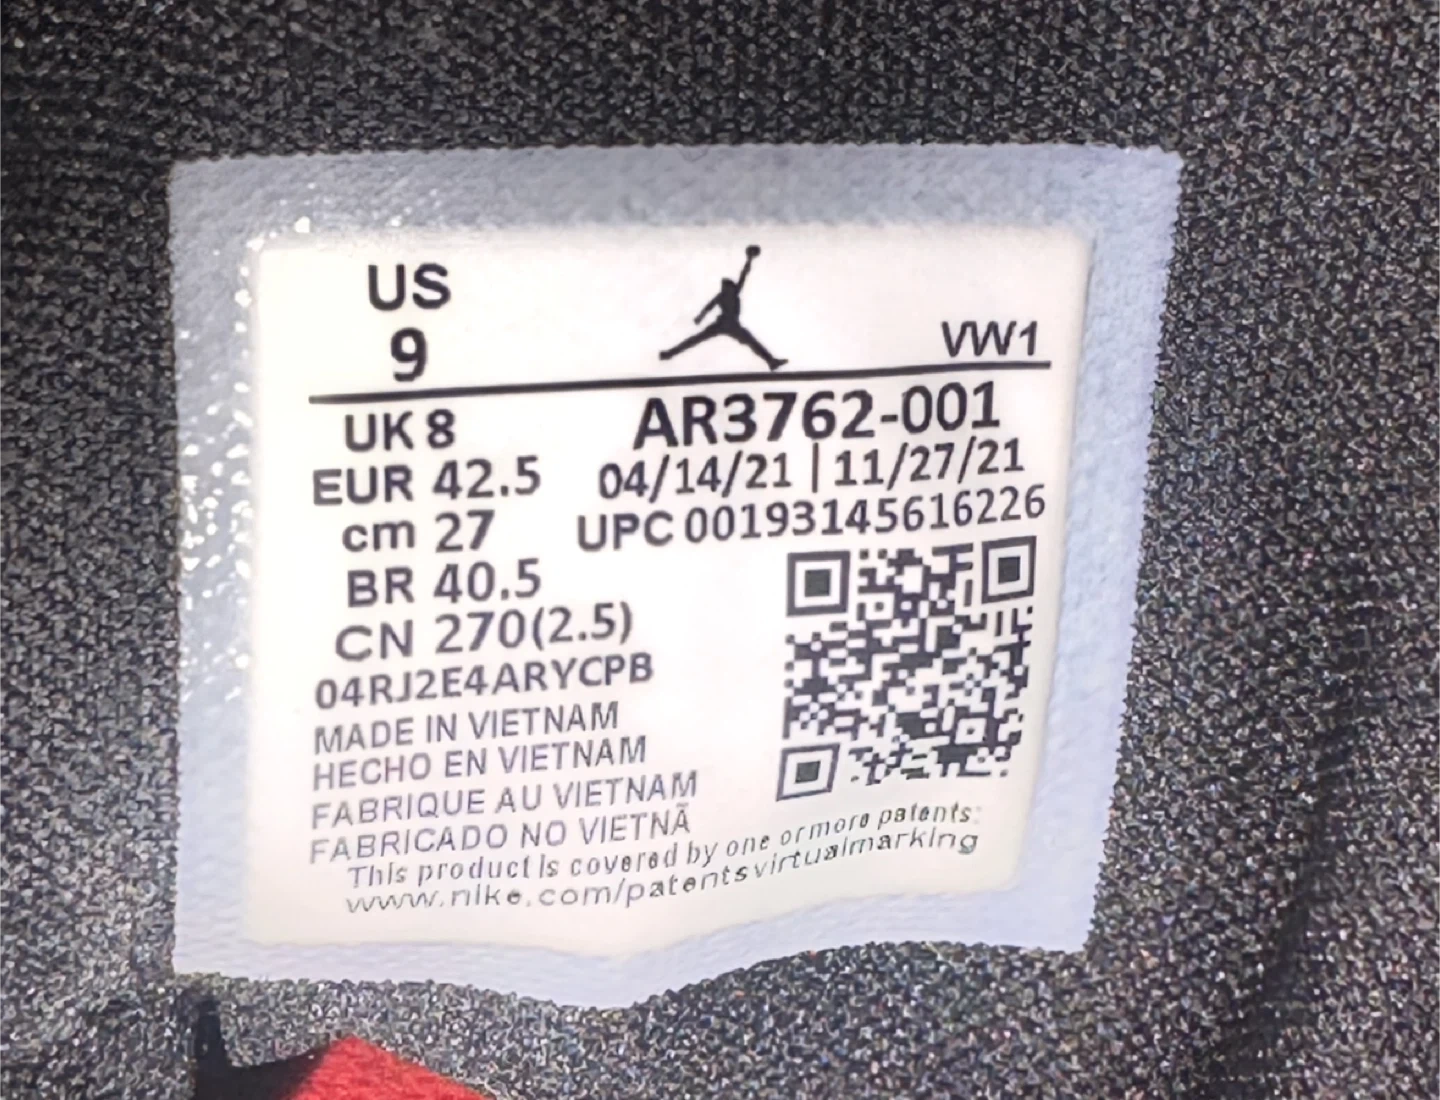 US
9
VW1
UK 8
AR3762-001
EUR 42.5
04/14/21 | 11/27/21
cm 27
UPC 00193145616226
BR 40.5
CN 270(2.5)
04RJ2E4ARYCPB
MADE IN VIETNAM
HECHO EN VIETNAM
FABRIQUE AU VIETNAM
FABRICADO NO VIETNÃ
This product is covered by one or more patents:
www.nike.com/patentsvirtualmarking